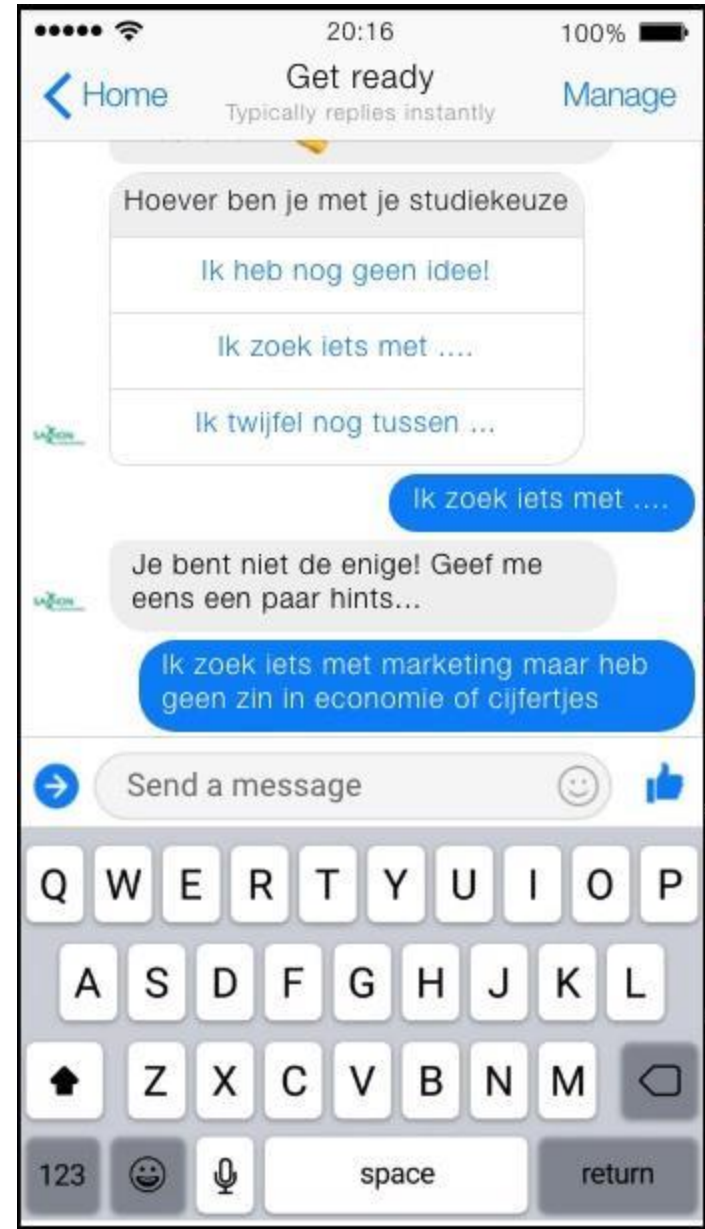 20:16 100%
Home Get ready Manage
Typically replies instantly
Hoever ben je met je studiekeuze
Ik heb nog geen idee!
Ik zoek iets met ....
Ik twijfel nog tussen ...
SAXION
Ik zoek iets met ....
Je bent niet de enige! Geef me
eens een paar hints...
SAXION
Ik zoek iets met marketing maar heb
geen zin in economie of cijfertjes
Send a message
Q W E R T Y U I O P
A S D F G H J K L
Z X C V B N M
123 space return